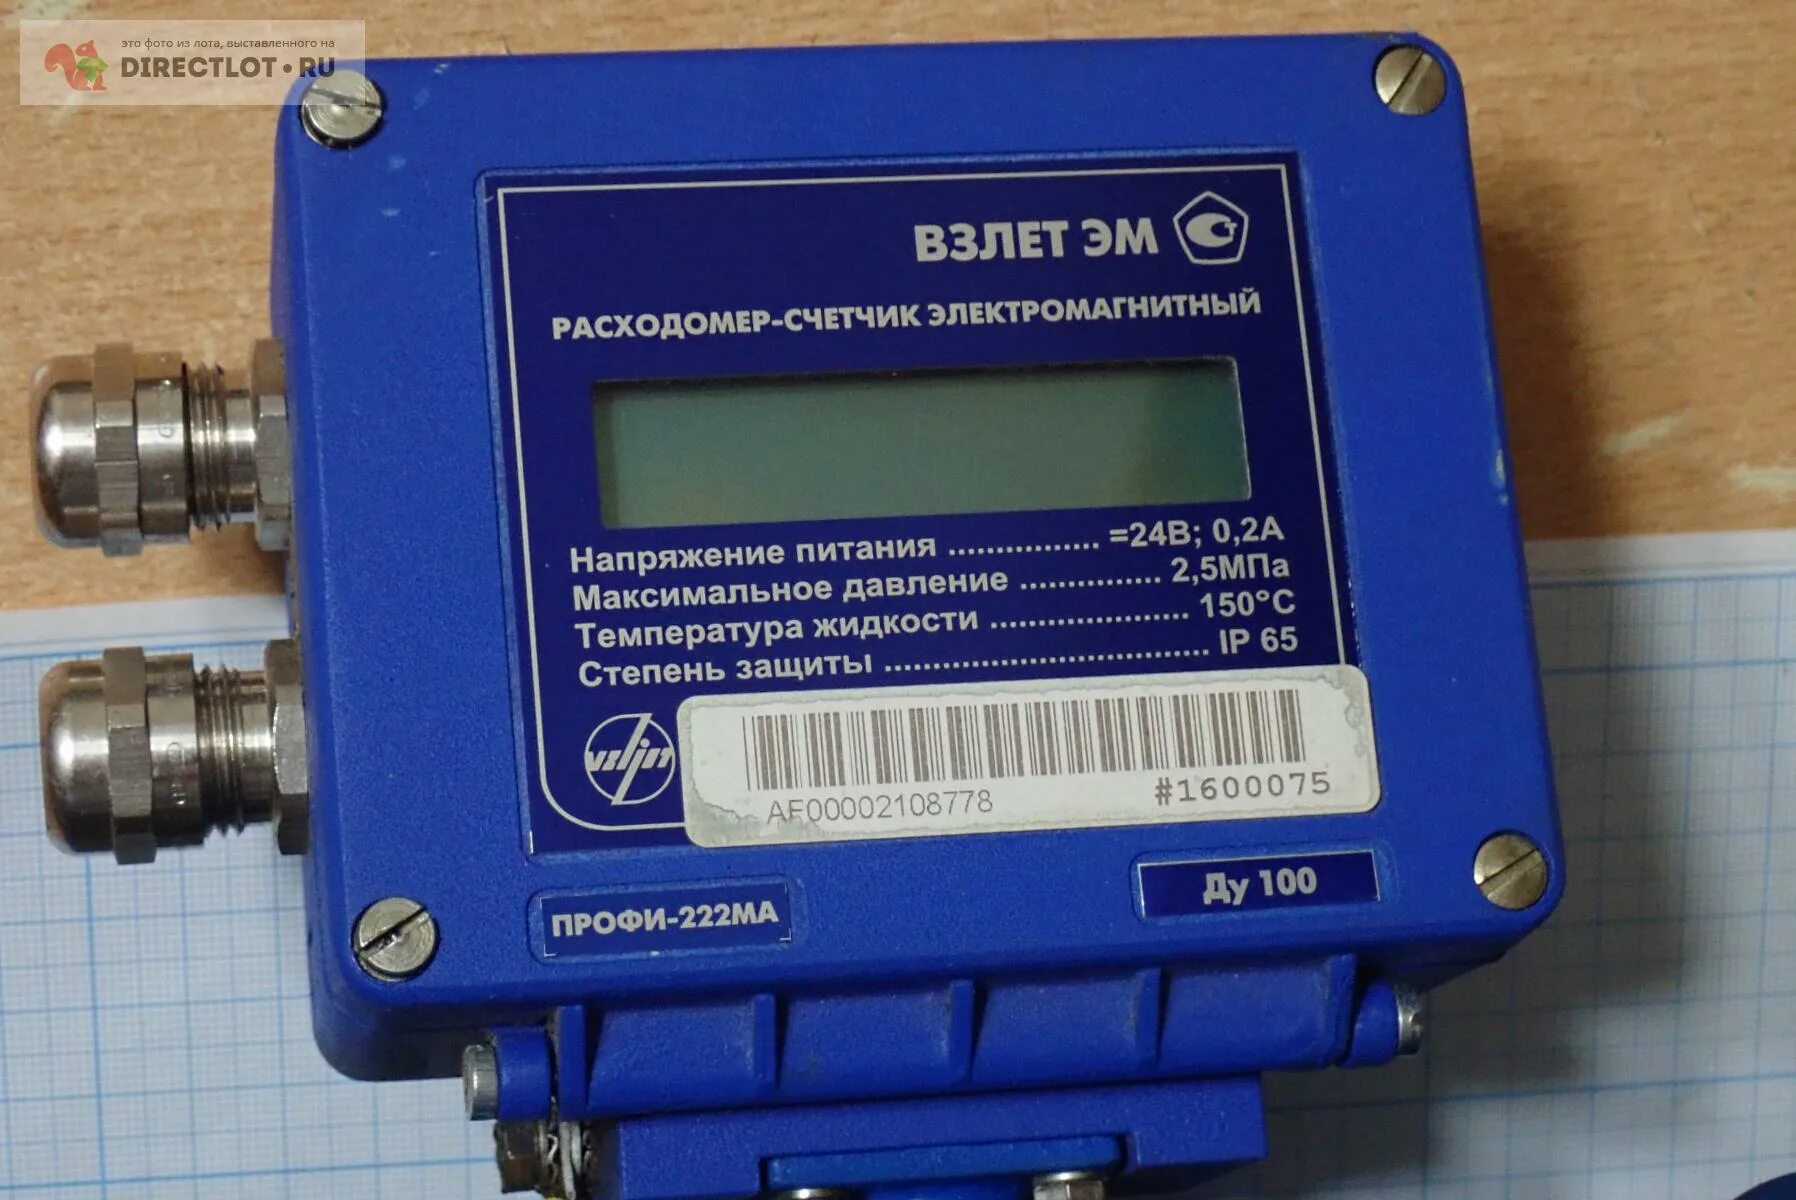 это фото из лота, выставленного на
DIRECTLOT.RU
ВЗЛЕТ ЭМ
РАСХОДОМЕР-СЧЕТЧИК ЭЛЕКТРОМАГНИТНЫЙ
Напряжение питания ................ =24В; 0,2А
Максимальное давление ............... 2,5МПа
Температура жидкости ..................... 150°С
Степень защиты .................................. IP 65
взлёт
AF00002108778 #1600075
ПРОФИ-222МА Ду 100